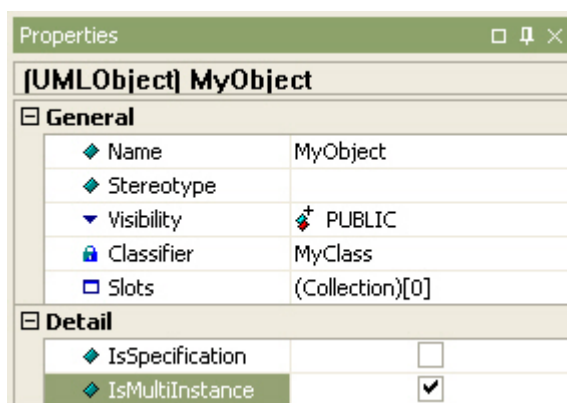 Properties
(UMLObject) MyObject
General
Name MyObject
Stereotype
Visibility PUBLIC
Classifier MyClass
Slots (Collection)[0]
Detail
IsSpecification
IsMultiInstance